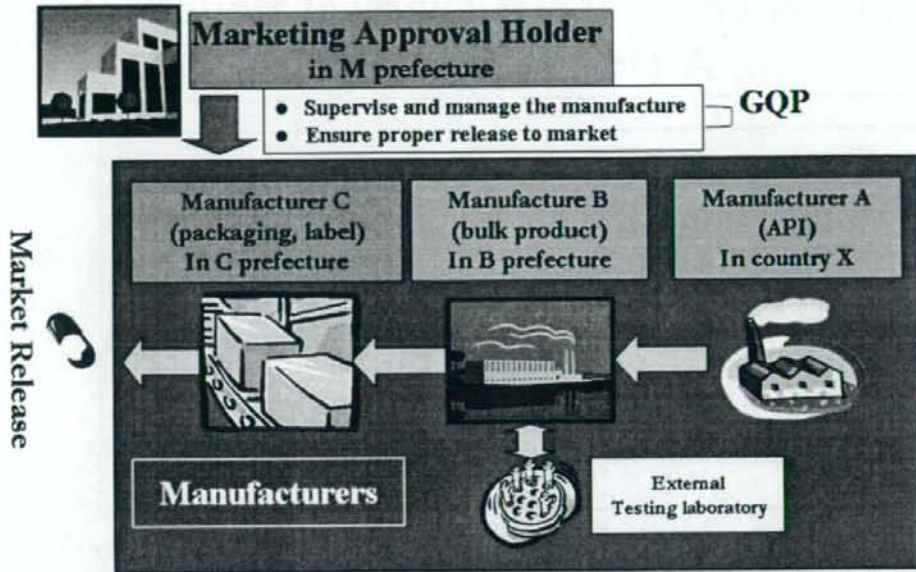 Marketing Approval Holder
in M prefecture
● Supervise and manage the manufacture
● Ensure proper release to market
GQP
Manufacturer C
(packaging, label)
In C prefecture
Manufacture B
(bulk product)
In B prefecture
Manufacturer A
(API)
In country X
Market Release
Manufacturers
External
Testing laboratory